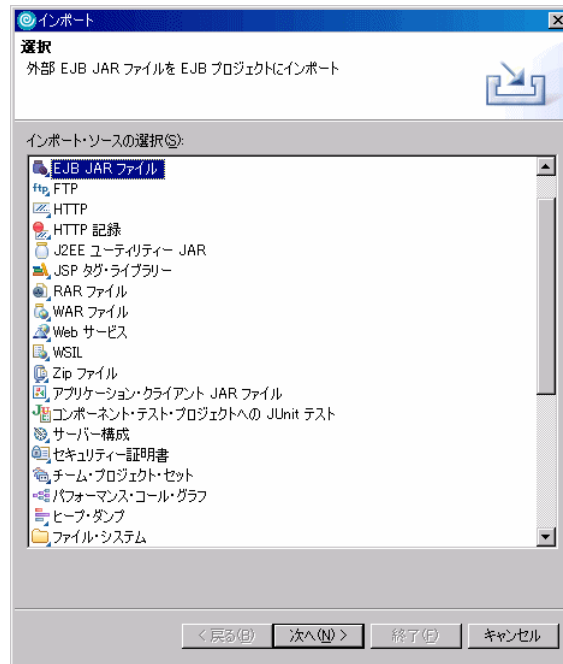 インポート
選択
外部 EJB JAR ファイルを EJB プロジェクトにインポート
インポート・ソースの選択(S):
EJB JAR ファイル
FTP
HTTP
HTTP 記録
J2EE ユーティリティー JAR
JSP タグ・ライブラリー
RAR ファイル
WAR ファイル
Web サービス
WSIL
Zip ファイル
アプリケーション・クライアント JAR ファイル
コンポーネント・テスト・プロジェクトへの JUnit テスト
サーバー構成
セキュリティー証明書
チーム・プロジェクト・セット
パフォーマンス・コール・グラフ
ヒープ・ダンプ
ファイル・システム
< 戻る(B) 次へ(N) > 終了(F) キャンセル